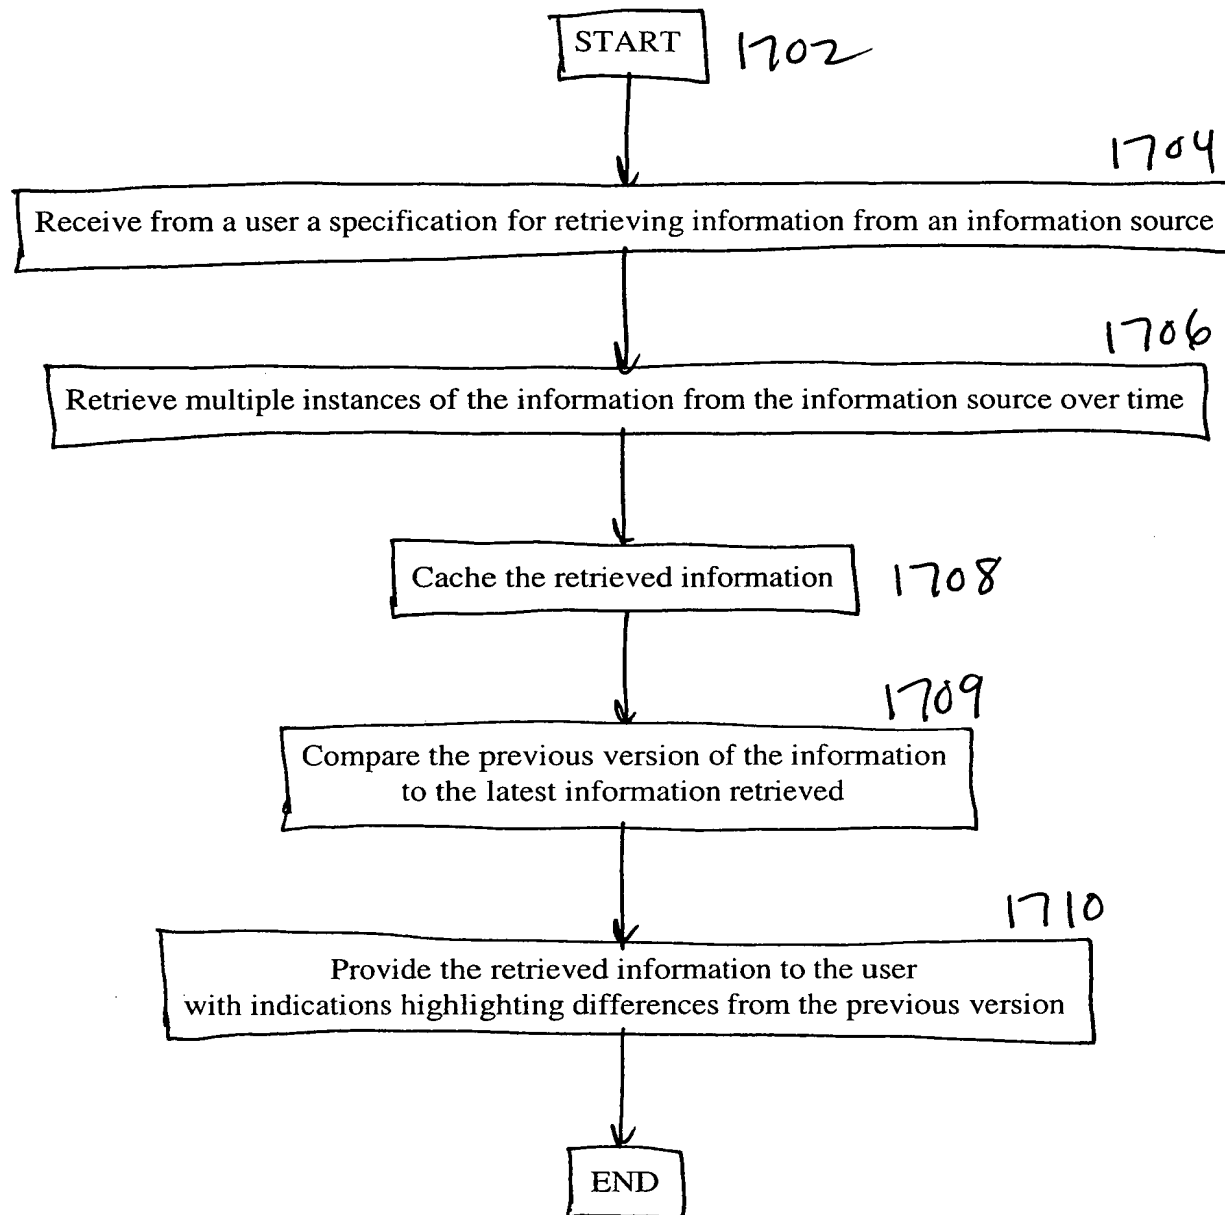 START 1702
1704
Receive from a user a specification for retrieving information from an information source
1706
Retrieve multiple instances of the information from the information source over time
Cache the retrieved information 1708
1709
Compare the previous version of the information
to the latest information retrieved
1710
Provide the retrieved information to the user
with indications highlighting differences from the previous version
END